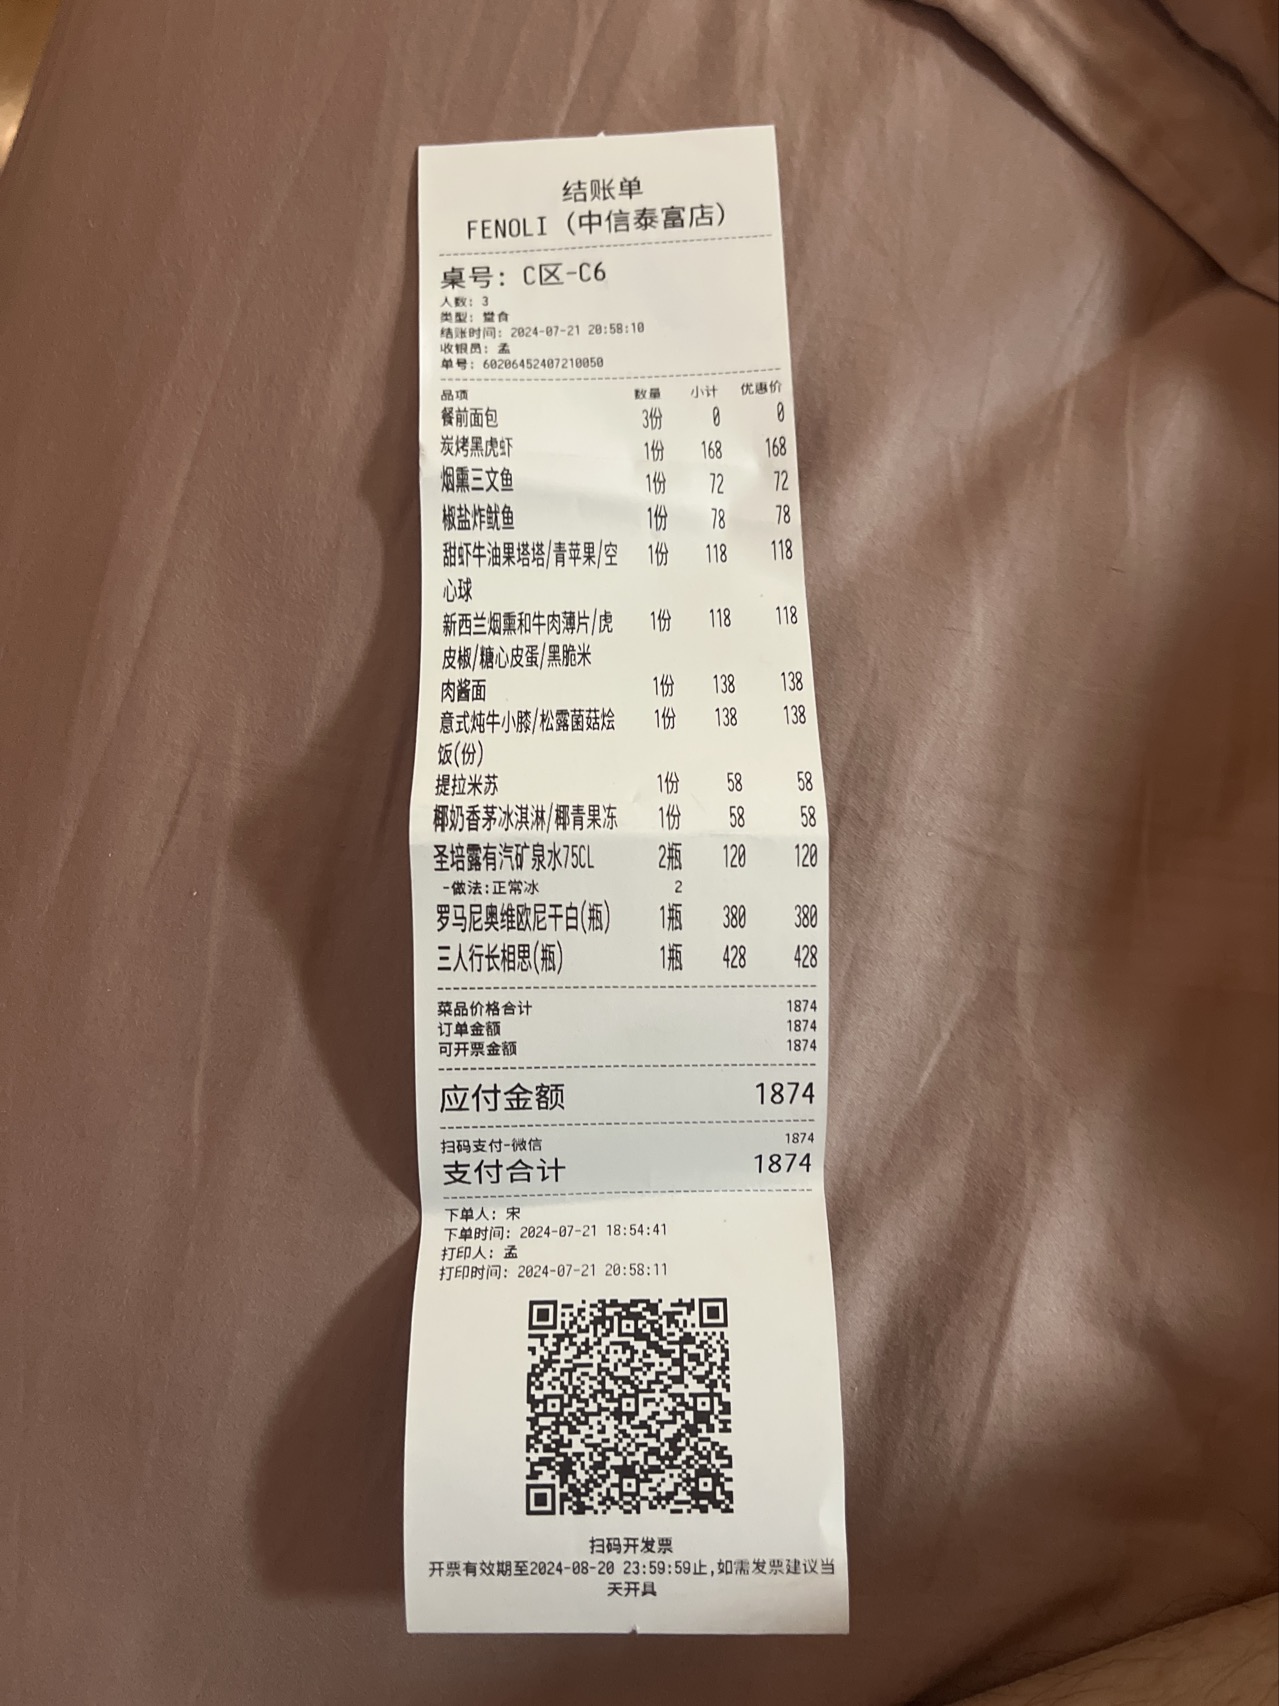 结账单
FENOLI (中信泰富店)
桌号: C区-C6
人数: 3
类型: 堂食
结账时间: 2024-07-21 20:58:10
收银员: 孟
单号: 602064524072​10050
品项 数量 小计 优惠价
餐前面包 3份 0 0
炭烤黑虎虾 1份 168 168
烟熏三文鱼 1份 72 72
椒盐炸鱿鱼 1份 78 78
甜虾牛油果塔塔/青苹果/空 1份 118 118
心球
新西兰烟熏和牛肉薄片/虎 1份 118 118
皮椒/糖心皮蛋/黑脆米
肉酱面 1份 138 138
意式炖牛小膝/松露菌菇烩 1份 138 138
饭(份)
提拉米苏 1份 58 58
椰奶香茅冰淇淋/椰青果冻 1份 58 58
圣培露有汽矿泉水75CL 2瓶 120 120
-做法:正常冰 2
罗马尼奥维欧尼干白(瓶) 1瓶 380 380
三人行长相思(瓶) 1瓶 428 428
菜品价格合计 1874
订单金额 1874
可开票金额 1874
应付金额 1874
扫码支付-微信 1874
支付合计 1874
下单人: 宋
下单时间: 2024-07-21 18:54:41
打印人: 孟
打印时间: 2024-07-21 20:58:11
扫码开发票
开票有效期至2024-08-20 23:59:59止,如需发票建议当
天开具